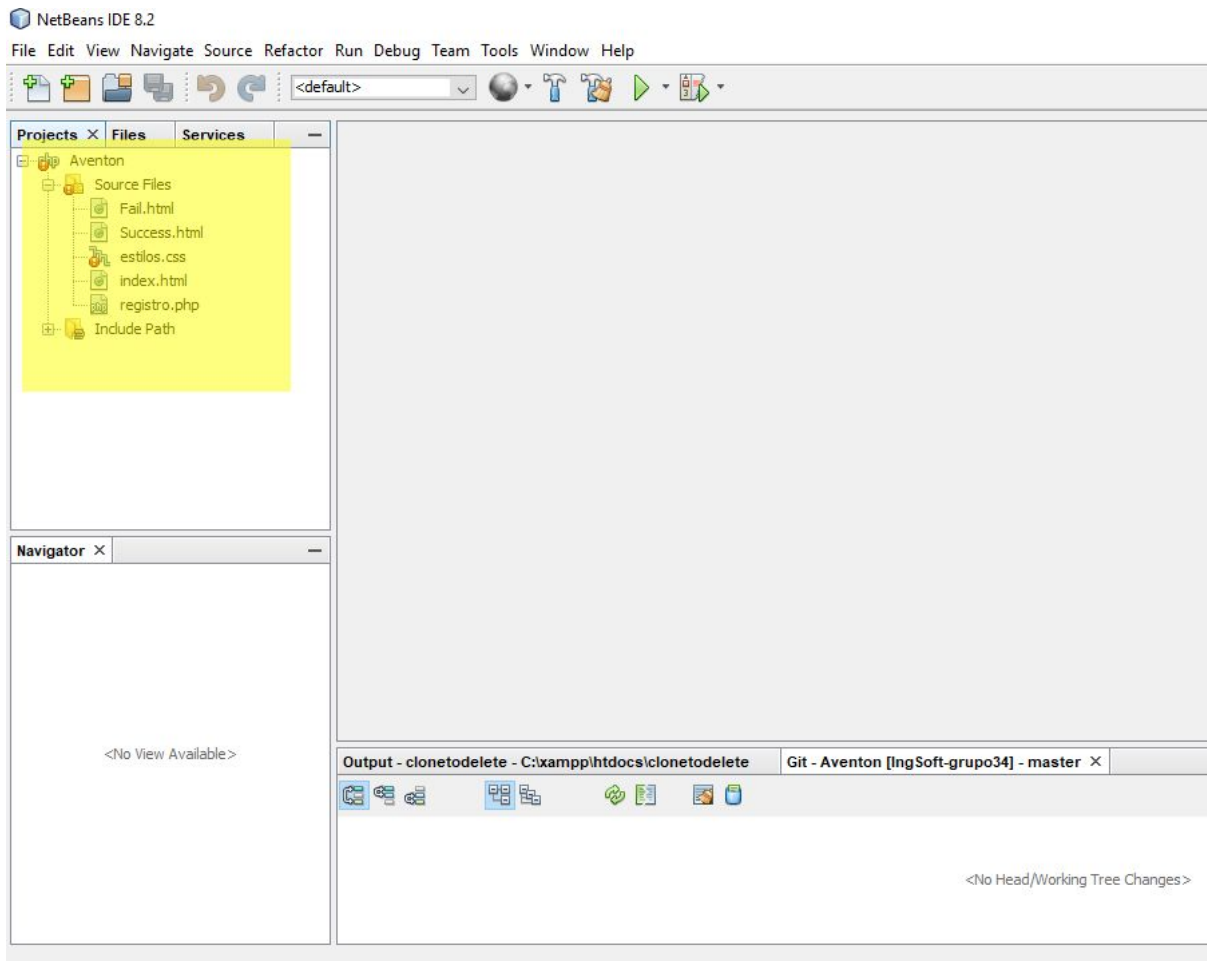 NetBeans IDE 8.2
File Edit View Navigate Source Refactor Run Debug Team Tools Window Help
<default>
Projects Files Services
Aventon
Source Files
Fail.html
Success.html
estilos.css
index.html
registro.php
Include Path
Navigator
<No View Available>
Output - clonetodelete - C:\xampp\htdocs\clonetodelete Git - Aventon [IngSoft-grupo34] - master
<No Head/Working Tree Changes>